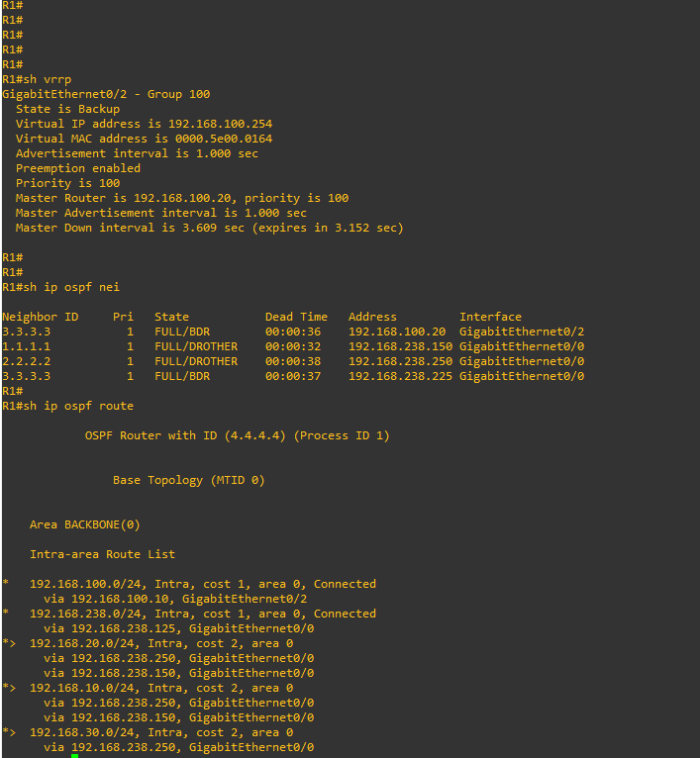 R1#
R1#
R1#
R1#
R1#
R1#sh vrrp
GigabitEthernet0/2 - Group 100
  State is Backup
  Virtual IP address is 192.168.100.254
  Virtual MAC address is 0000.5e00.0164
  Advertisement interval is 1.000 sec
  Preemption enabled
  Priority is 100
  Master Router is 192.168.100.20, priority is 100
  Master Advertisement interval is 1.000 sec
  Master Down interval is 3.609 sec (expires in 3.152 sec)
R1#
R1#
R1#sh ip ospf nei
Neighbor ID     Pri   State           Dead Time   Address         Interface
3.3.3.3           1   FULL/BDR        00:00:36    192.168.100.20  GigabitEthernet0/2
1.1.1.1           1   FULL/DROTHER    00:00:32    192.168.238.150 GigabitEthernet0/0
2.2.2.2           1   FULL/DROTHER    00:00:38    192.168.238.250 GigabitEthernet0/0
3.3.3.3           1   FULL/BDR        00:00:37    192.168.238.225 GigabitEthernet0/0
R1#
R1#sh ip ospf route
            OSPF Router with ID (4.4.4.4) (Process ID 1)
                Base Topology (MTID 0)
    Area BACKBONE(0)
    Intra-area Route List
*   192.168.100.0/24, Intra, cost 1, area 0, Connected
      via 192.168.100.10, GigabitEthernet0/2
*   192.168.238.0/24, Intra, cost 1, area 0, Connected
      via 192.168.238.125, GigabitEthernet0/0
*>  192.168.20.0/24, Intra, cost 2, area 0
      via 192.168.238.250, GigabitEthernet0/0
      via 192.168.238.150, GigabitEthernet0/0
*>  192.168.10.0/24, Intra, cost 2, area 0
      via 192.168.238.250, GigabitEthernet0/0
      via 192.168.238.150, GigabitEthernet0/0
*>  192.168.30.0/24, Intra, cost 2, area 0
      via 192.168.238.250, GigabitEthernet0/0